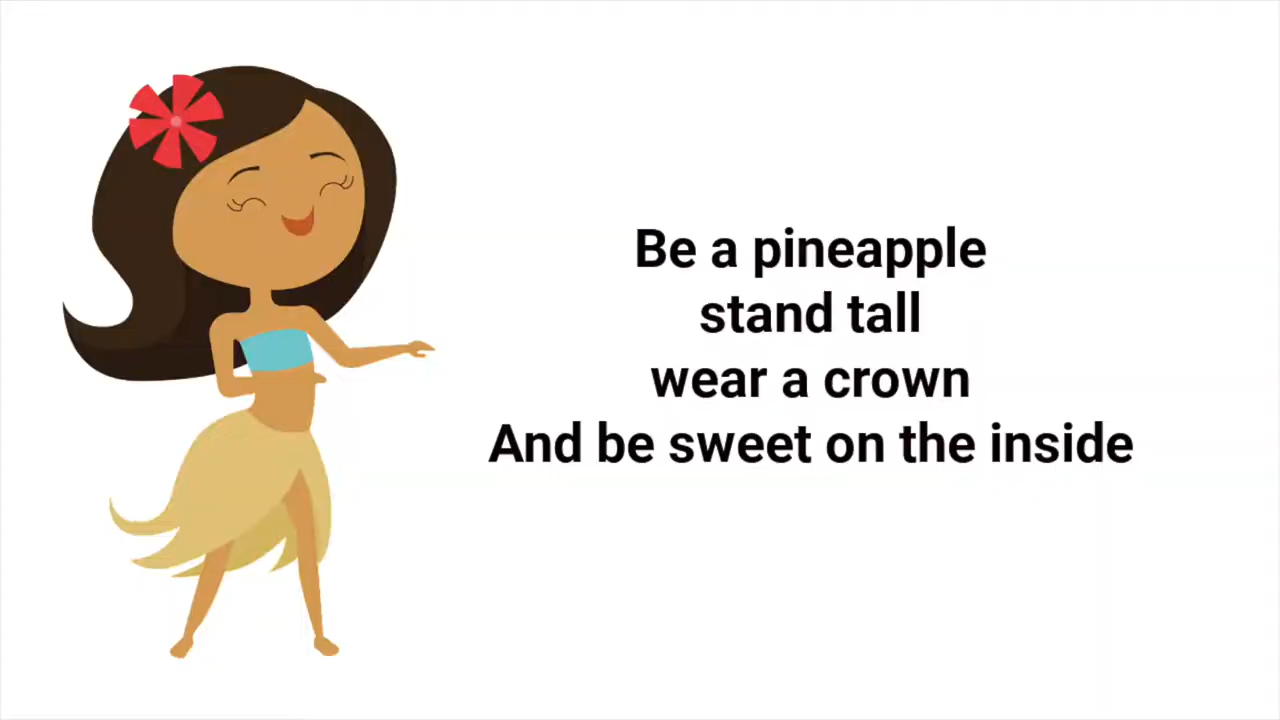 Be a pineapple
stand tall
wear a crown
And be sweet on the inside